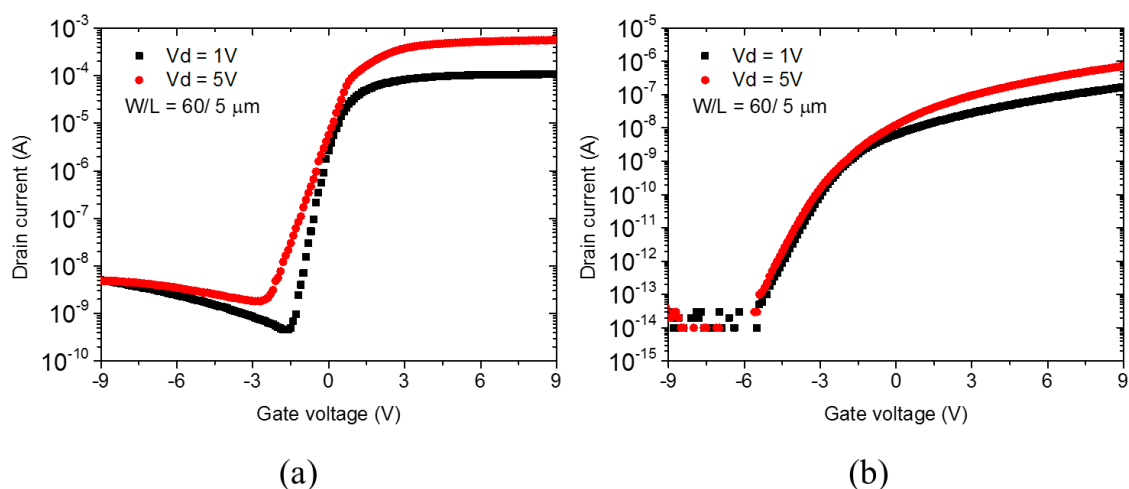 10⁻³
10⁻⁴
10⁻⁵
10⁻⁶
10⁻⁷
10⁻⁸
10⁻⁹
10⁻¹⁰
Drain current (A)
Vd = 1V
Vd = 5V
W/L = 60/ 5 μm
-9 -6 -3 0 3 6 9
Gate voltage (V)
(a)
10⁻⁵
10⁻⁶
10⁻⁷
10⁻⁸
10⁻⁹
10⁻¹⁰
10⁻¹¹
10⁻¹²
10⁻¹³
10⁻¹⁴
10⁻¹⁵
Drain current (A)
Vd = 1V
Vd = 5V
W/L = 60/ 5 μm
-9 -6 -3 0 3 6 9
Gate voltage (V)
(b)